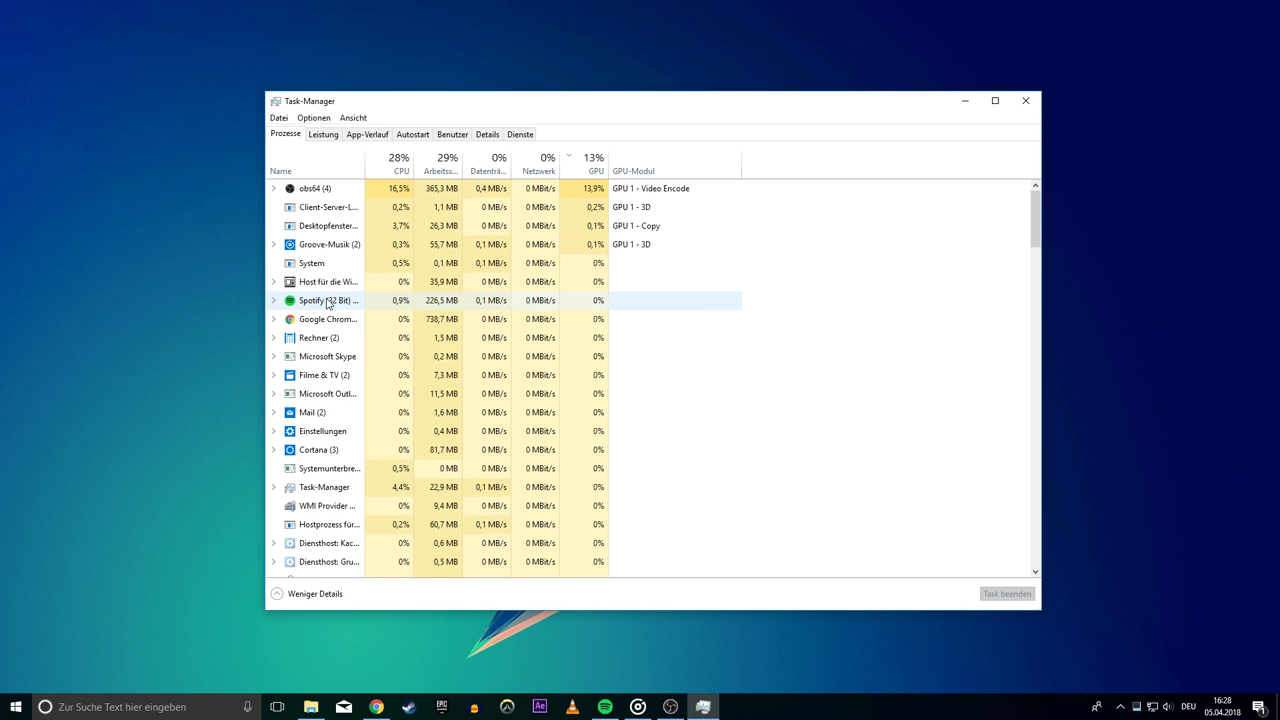 Task-Manager
Datei Optionen Ansicht
Prozesse Leistung App-Verlauf Autostart Benutzer Details Dienste
28% 29% 0% 0% 13%
Name CPU Arbeitss... Datenträ... Netzwerk GPU GPU-Modul
obs64 (4) 16,5% 365,3 MB 0,4 MB/s 0 MBit/s 13,9% GPU 1 - Video Encode
Client-Server-L... 0,2% 1,1 MB 0 MB/s 0 MBit/s 0,2% GPU 1 - 3D
Desktopfenster... 3,7% 26,3 MB 0 MB/s 0 MBit/s 0,1% GPU 1 - Copy
Groove-Musik (2) 0,3% 55,7 MB 0,1 MB/s 0 MBit/s 0,1% GPU 1 - 3D
System 0,5% 0,1 MB 0,1 MB/s 0 MBit/s 0%
Host für die Wi... 0% 35,9 MB 0 MB/s 0 MBit/s 0%
Spotify (32 Bit) ... 0,9% 226,5 MB 0,1 MB/s 0 MBit/s 0%
Google Chrom... 0% 738,7 MB 0 MB/s 0 MBit/s 0%
Rechner (2) 0% 1,5 MB 0 MB/s 0 MBit/s 0%
Microsoft Skype 0% 0,2 MB 0 MB/s 0 MBit/s 0%
Filme & TV (2) 0% 7,3 MB 0 MB/s 0 MBit/s 0%
Microsoft Outl... 0% 11,5 MB 0 MB/s 0 MBit/s 0%
Mail (2) 0% 1,6 MB 0 MB/s 0 MBit/s 0%
Einstellungen 0% 0,4 MB 0 MB/s 0 MBit/s 0%
Cortana (3) 0% 81,7 MB 0 MB/s 0 MBit/s 0%
Systemunterbre... 0,5% 0 MB 0 MB/s 0 MBit/s 0%
Task-Manager 4,4% 22,9 MB 0,1 MB/s 0 MBit/s 0%
WMI Provider ... 0% 9,4 MB 0 MB/s 0 MBit/s 0%
Hostprozess für... 0,2% 60,7 MB 0,1 MB/s 0 MBit/s 0%
Diensthost: Kac... 0% 0,6 MB 0 MB/s 0 MBit/s 0%
Diensthost: Gru... 0% 0,5 MB 0 MB/s 0 MBit/s 0%
Weniger Details Task beenden
Zur Suche Text hier eingeben EPIC GAMES Ae DEU 16:28
05.04.2018 1